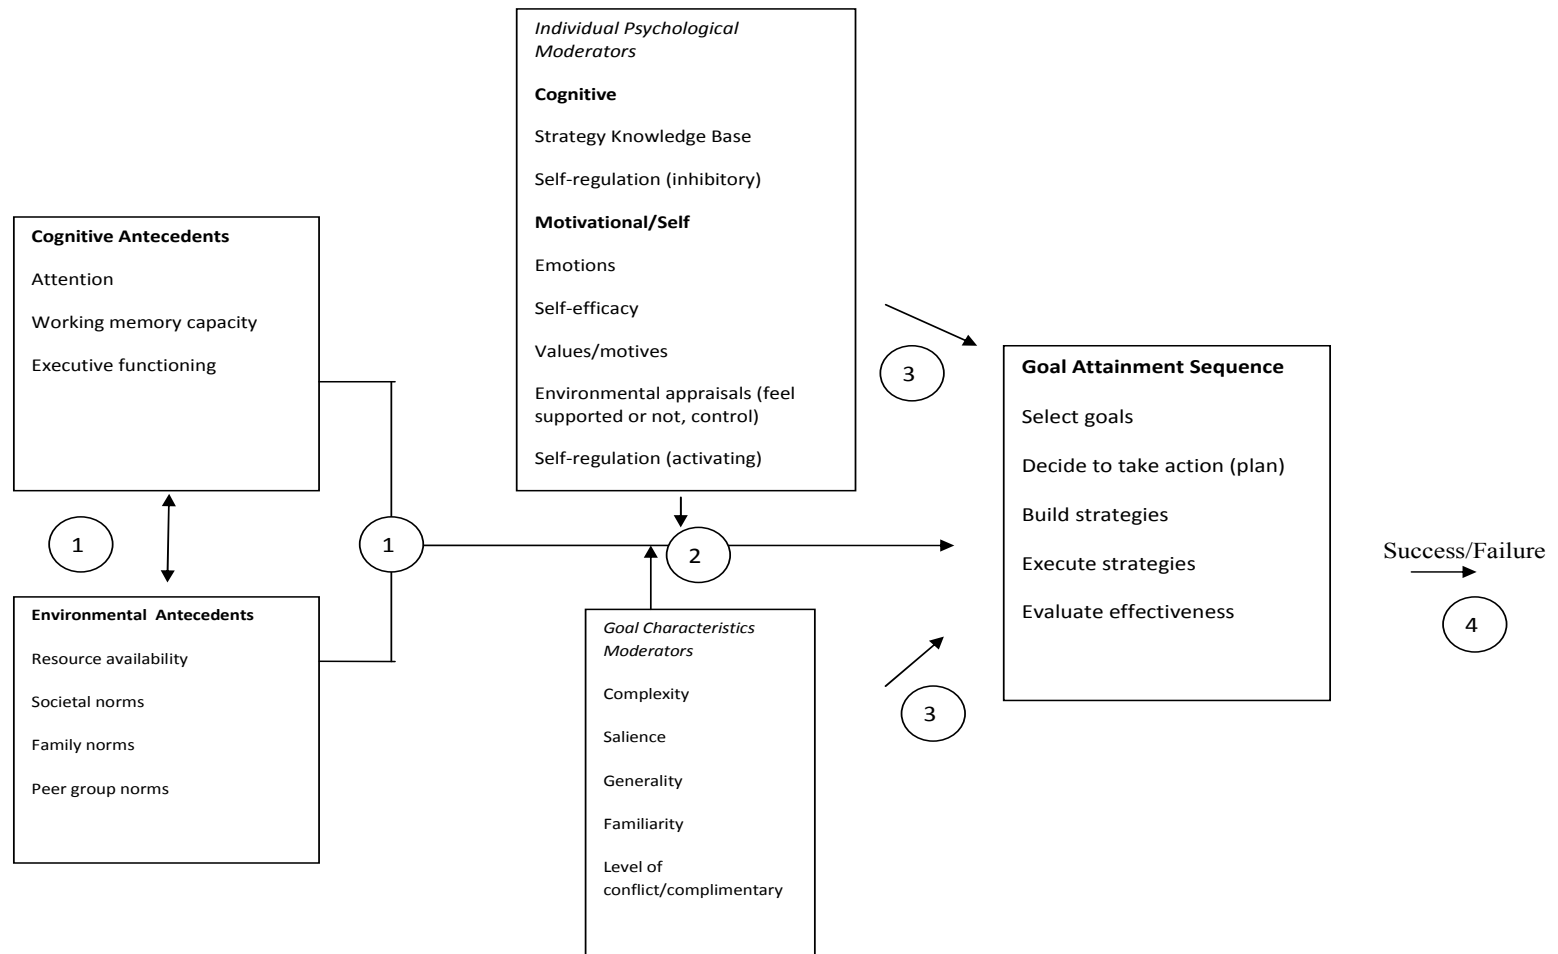 Individual Psychological
Moderators
Cognitive
Strategy Knowledge Base
Self-regulation (inhibitory)
Motivational/Self
Emotions
Self-efficacy
Values/motives
Environmental appraisals (feel
supported or not, control)
Self-regulation (activating)
Cognitive Antecedents
Attention
Working memory capacity
Executive functioning
1
1
2
3
Environmental  Antecedents
Resource availability
Societal norms
Family norms
Peer group norms
Goal Characteristics
Moderators
Complexity
Salience
Generality
Familiarity
Level of
conflict/complimentary
3
Goal Attainment Sequence
Select goals
Decide to take action (plan)
Build strategies
Execute strategies
Evaluate effectiveness
Success/Failure
4